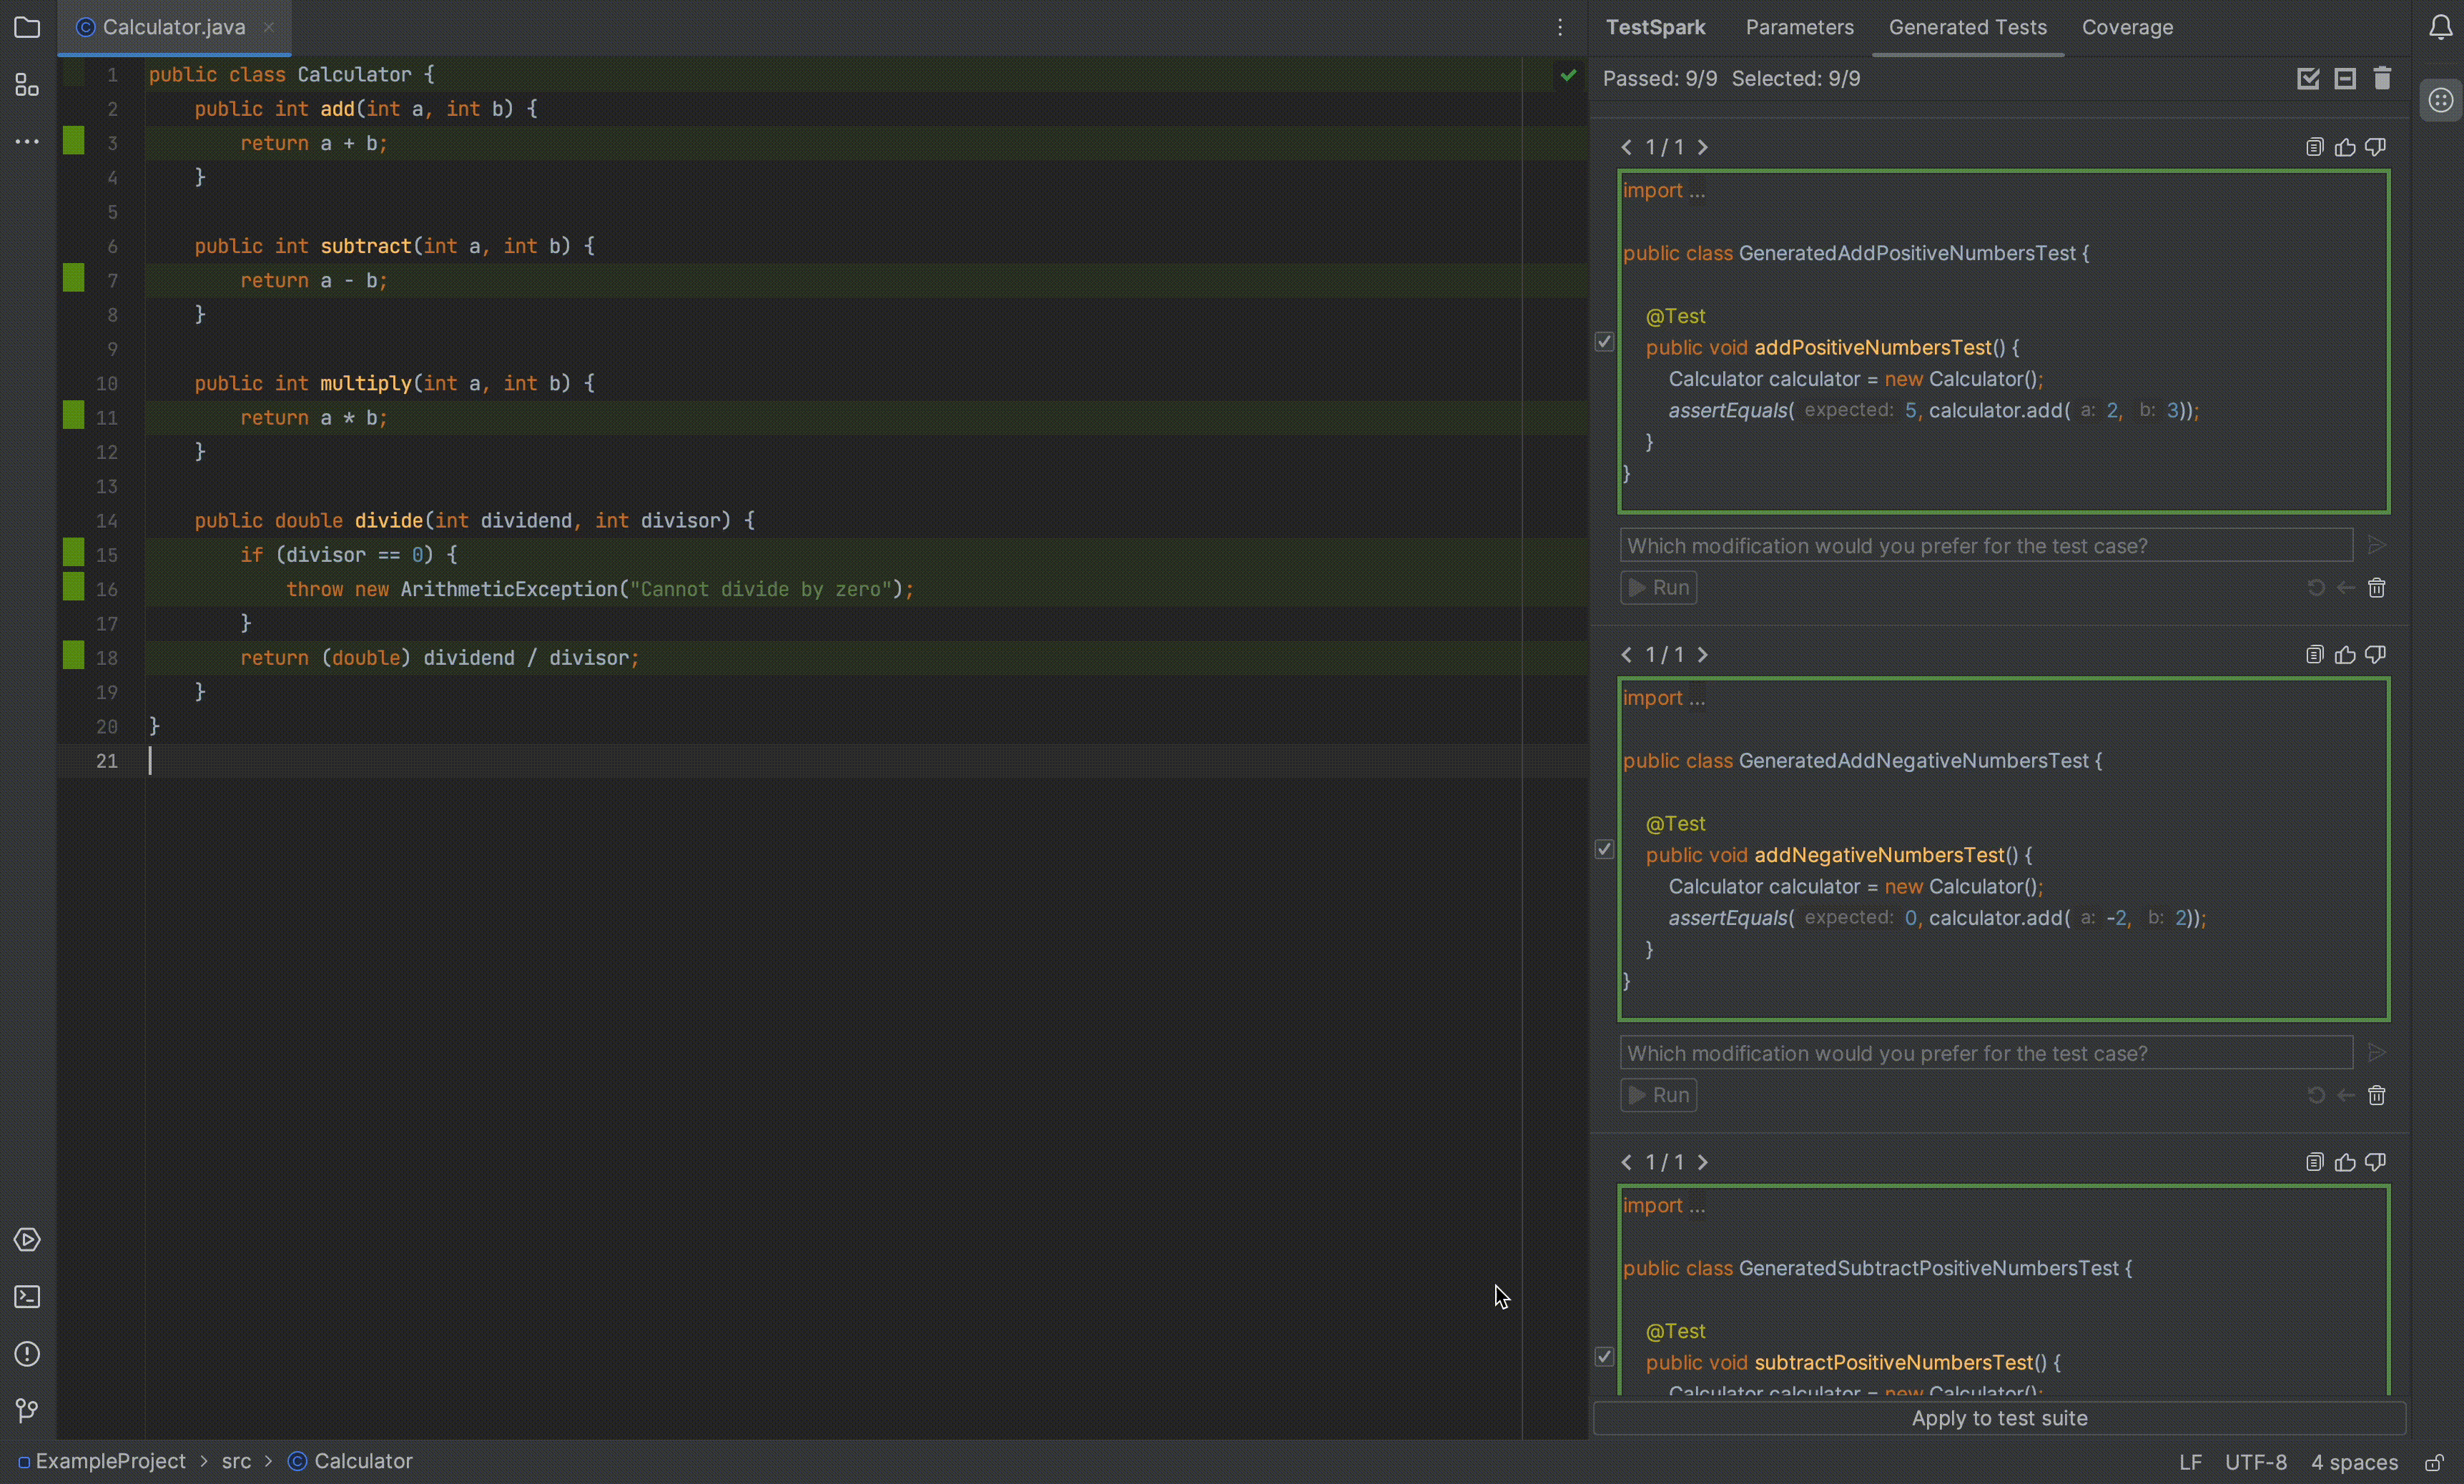 Calculator.java
1 public class Calculator {
2 public int add(int a, int b) {
3 return a + b;
4 }
5
6 public int subtract(int a, int b) {
7 return a - b;
8 }
9
10 public int multiply(int a, int b) {
11 return a * b;
12 }
13
14 public double divide(int dividend, int divisor) {
15 if (divisor == 0) {
16 throw new ArithmeticException("Cannot divide by zero");
17 }
18 return (double) dividend / divisor;
19 }
20 }
21
TestSpark Parameters Generated Tests Coverage
Passed: 9/9 Selected: 9/9
< 1 / 1 >
import ...
public class GeneratedAddPositiveNumbersTest {
@Test
public void addPositiveNumbersTest() {
Calculator calculator = new Calculator();
assertEquals( expected: 5, calculator.add( a: 2, b: 3));
}
}
Which modification would you prefer for the test case?
Run
< 1 / 1 >
import ...
public class GeneratedAddNegativeNumbersTest {
@Test
public void addNegativeNumbersTest() {
Calculator calculator = new Calculator();
assertEquals( expected: 0, calculator.add( a: -2, b: 2));
}
}
Which modification would you prefer for the test case?
Run
< 1 / 1 >
import ...
public class GeneratedSubtractPositiveNumbersTest {
@Test
public void subtractPositiveNumbersTest() {
Calculator calculator = new Calculator();
Apply to test suite
ExampleProject > src > Calculator
LF UTF-8 4 spaces